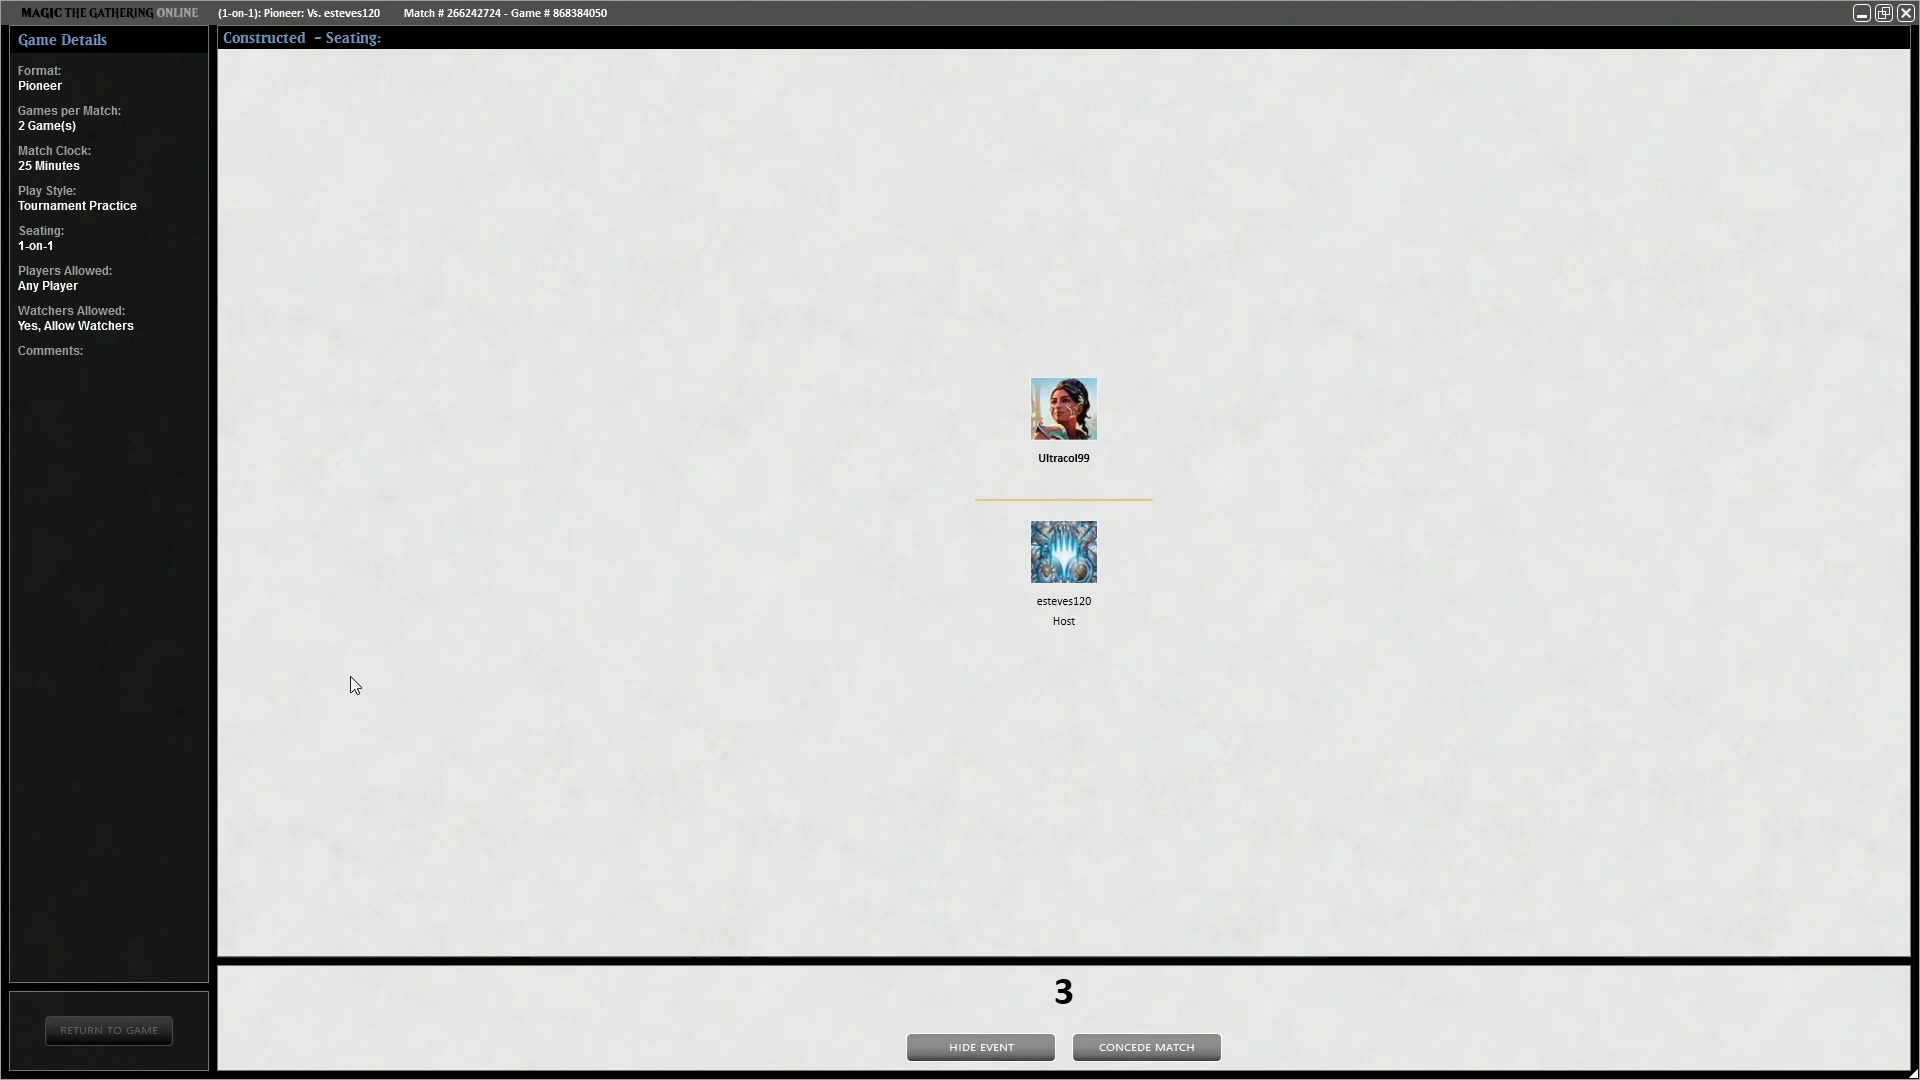 MAGIC THE GATHERING ONLINE (1-on-1): Pioneer: Vs. esteves120 Match # 266242724 - Game # 868384050
Game Details
Format:
Pioneer
Games per Match:
2 Game(s)
Match Clock:
25 Minutes
Play Style:
Tournament Practice
Seating:
1-on-1
Players Allowed:
Any Player
Watchers Allowed:
Yes, Allow Watchers
Comments:
RETURN TO GAME
Constructed - Seating:
Ultracol99
esteves120
Host
3
HIDE EVENT CONCEDE MATCH